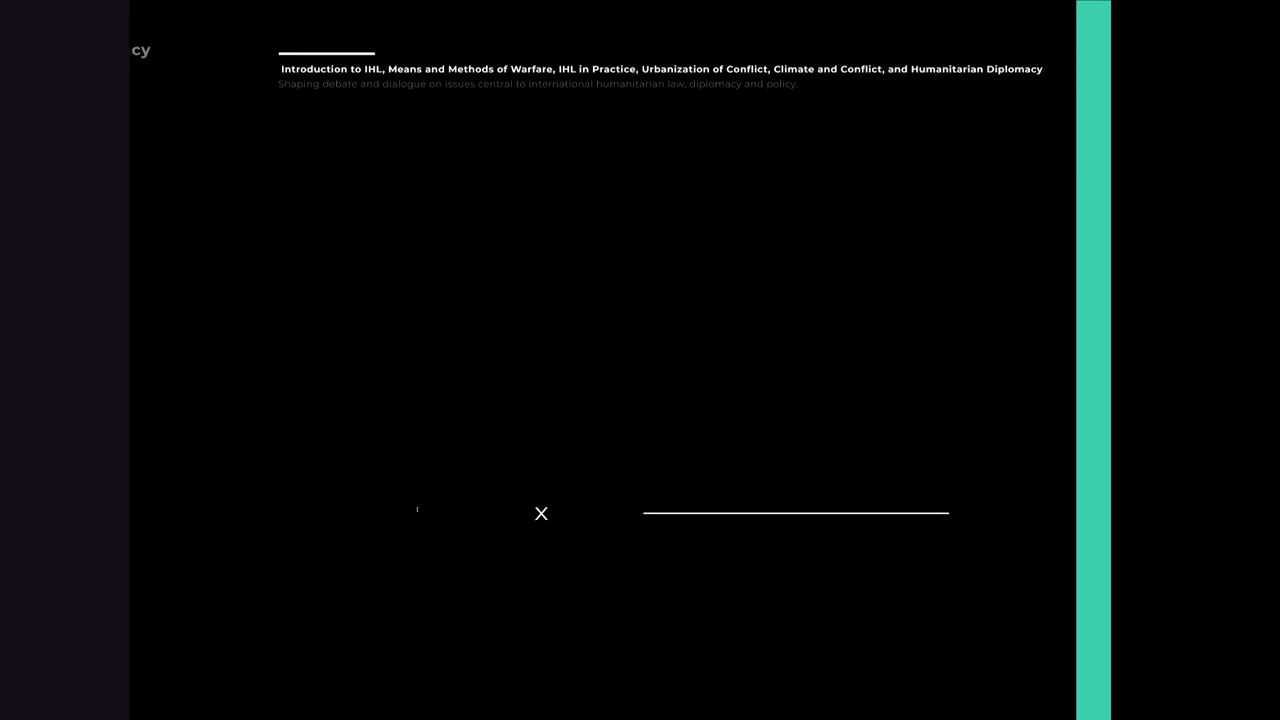 cy
Introduction to IHL, Means and Methods of Warfare, IHL in Practice, Urbanization of Conflict, Climate and Conflict, and Humanitarian Diplomacy
Shaping debate and dialogue on issues central to international humanitarian law, diplomacy and policy.
X